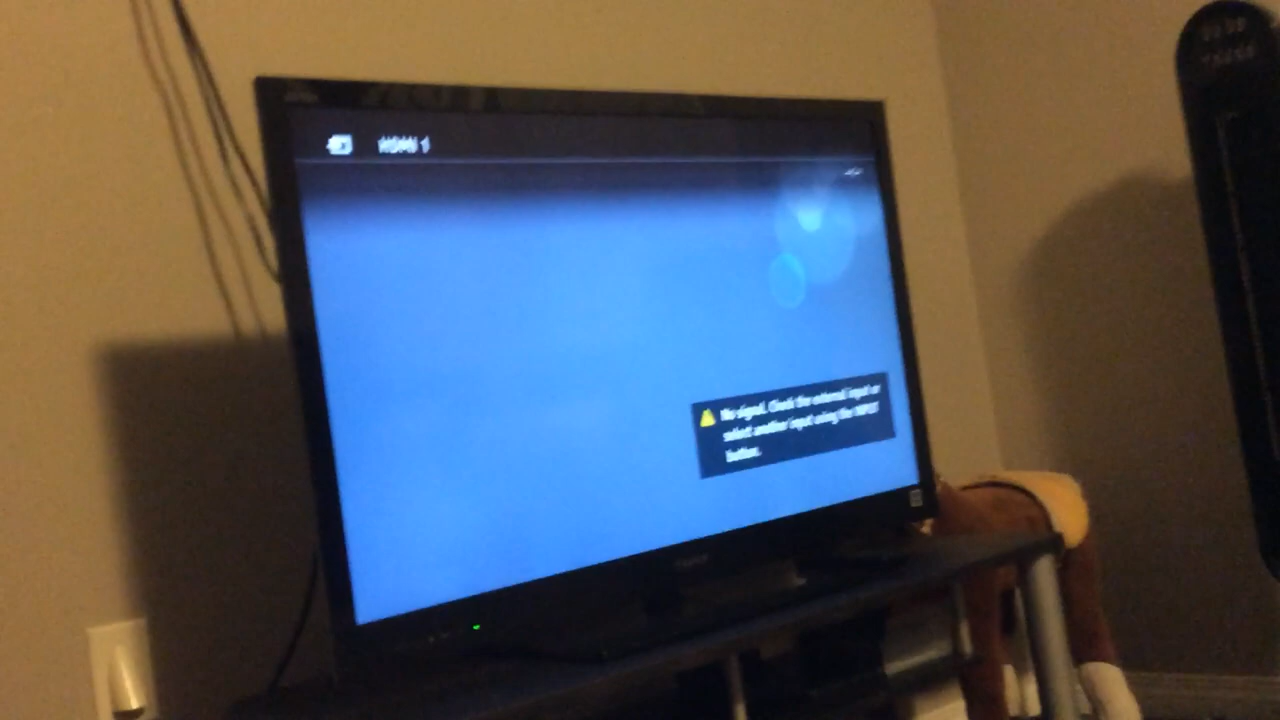 HDMI 1
No signal. Check the external input or
select another input using the INPUT
button.